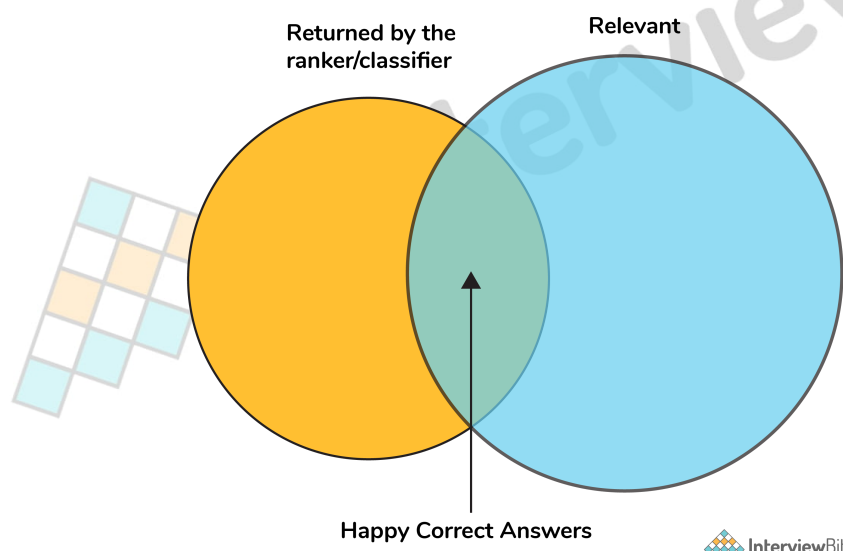 Returned by the
ranker/classifier
Relevant
Happy Correct Answers